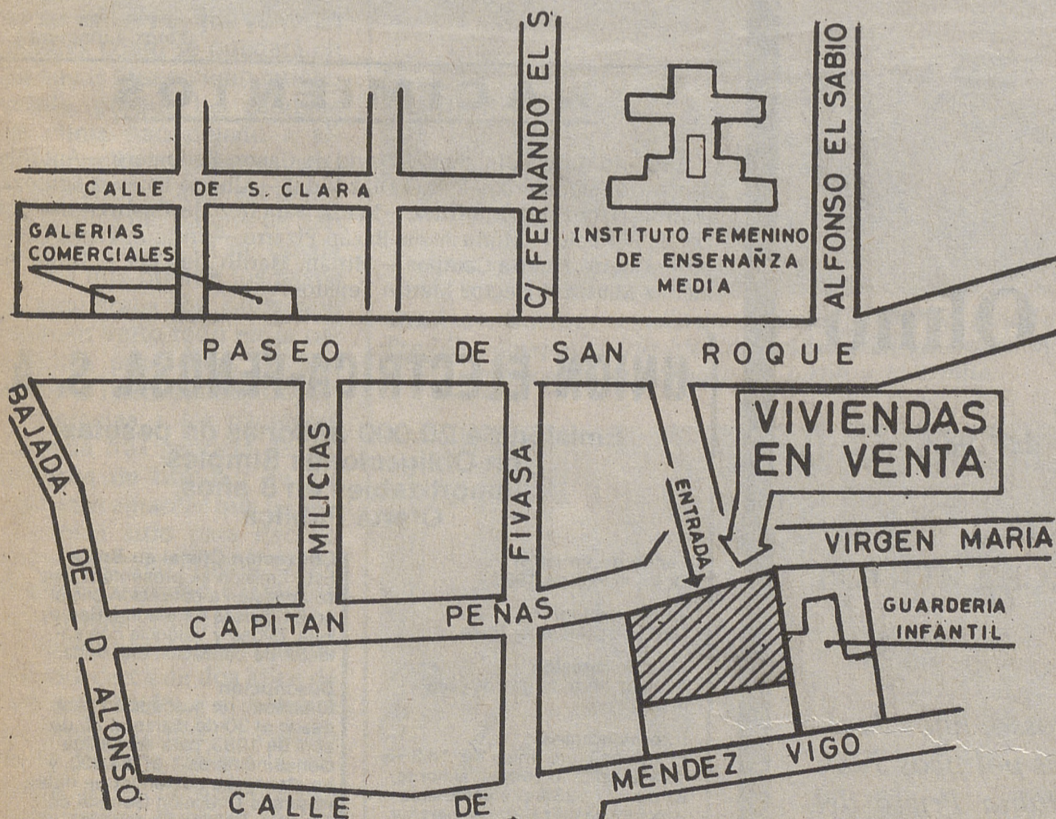 C/ FERNANDO EL S.
ALFONSO EL SABIO
CALLE DE S. CLARA
GALERIAS
COMERCIALES
INSTITUTO FEMENINO
DE ENSENAÑZA
MEDIA
PASEO DE SAN ROQUE
BAJADA DE D. ALONSO
MILICIAS
FIVASA
ENTRADA
VIVIENDAS
EN VENTA
VIRGEN MARIA
CAPITAN PEÑAS
GUARDERIA
INFANTIL
CALLE DE MENDEZ VIGO